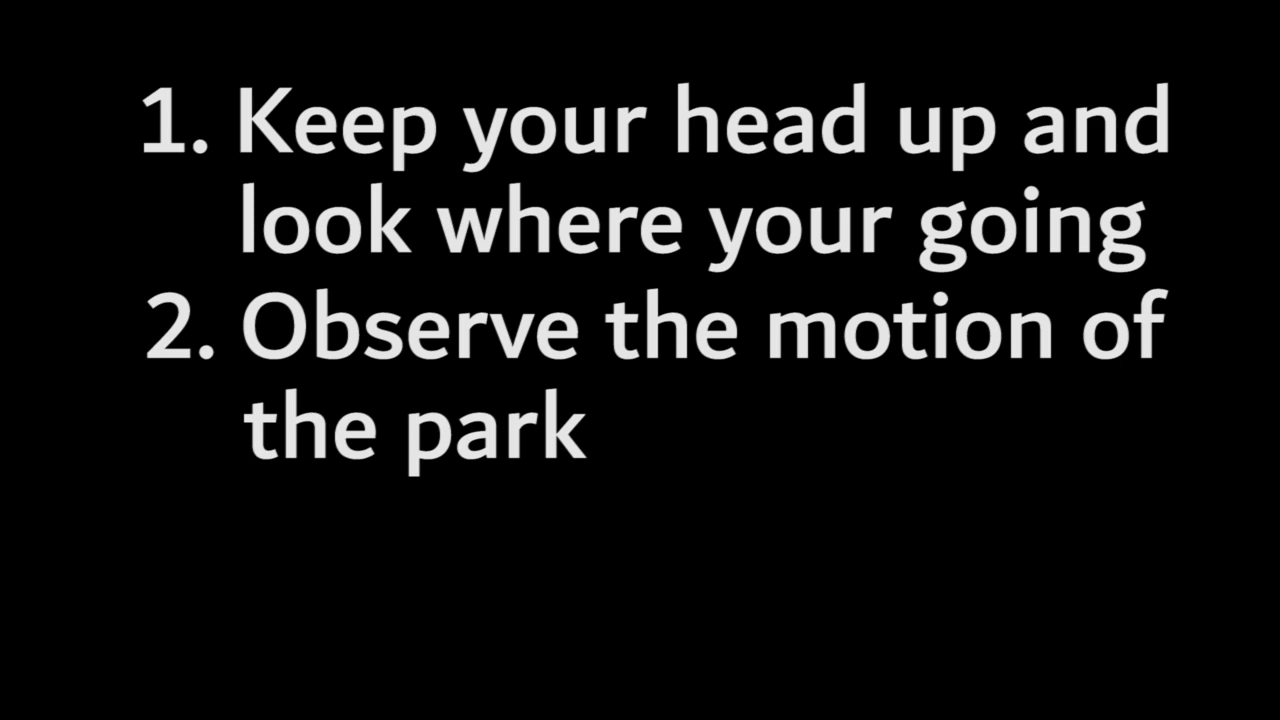 1. Keep your head up and
look where your going
2. Observe the motion of
the park